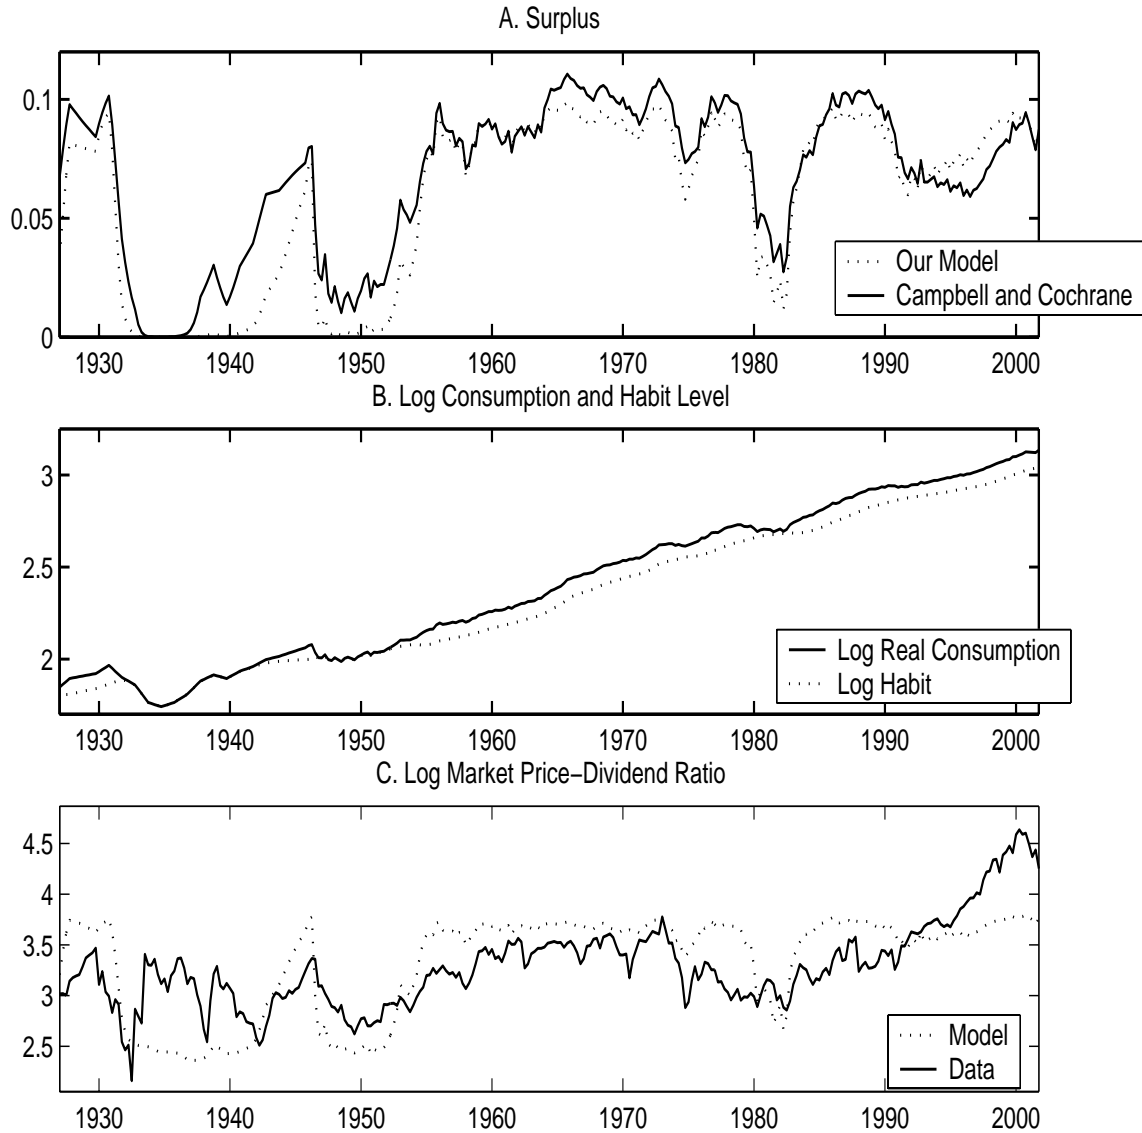 A. Surplus
0.1
0.05
0
Our Model
Campbell and Cochrane
1930 1940 1950 1960 1970 1980 1990 2000
B. Log Consumption and Habit Level
3
2.5
2
Log Real Consumption
Log Habit
1930 1940 1950 1960 1970 1980 1990 2000
C. Log Market Price−Dividend Ratio
4.5
4
3.5
3
2.5
Model
Data
1930 1940 1950 1960 1970 1980 1990 2000